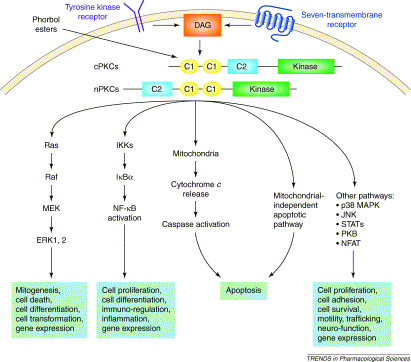 Tyrosine kinase
receptor
Seven-transmembrane
receptor
DAG
Phorbol
esters
cPKCs
C1
C1
C2
Kinase
nPKCs
C2
C1
C1
Kinase
Ras
Raf
MEK
ERK1, 2
IKKs
IκBα
NF-κB
activation
Mitochondria
Cytochrome c
release
Caspase activation
Mitochondrial-
independent
apoptotic
pathway
Other pathways:
• p38 MAPK
• JNK
• STATs
• PKB
• NFAT
Mitogenesis,
cell death,
cell differentiation,
cell transformation,
gene expression
Cell proliferation,
cell differentiation,
immuno-regulation,
inflammation,
gene expression
Apoptosis
Cell proliferation,
cell adhesion,
cell survival,
motility, trafficking,
neuro-function,
gene expression
TRENDS in Pharmacological Sciences